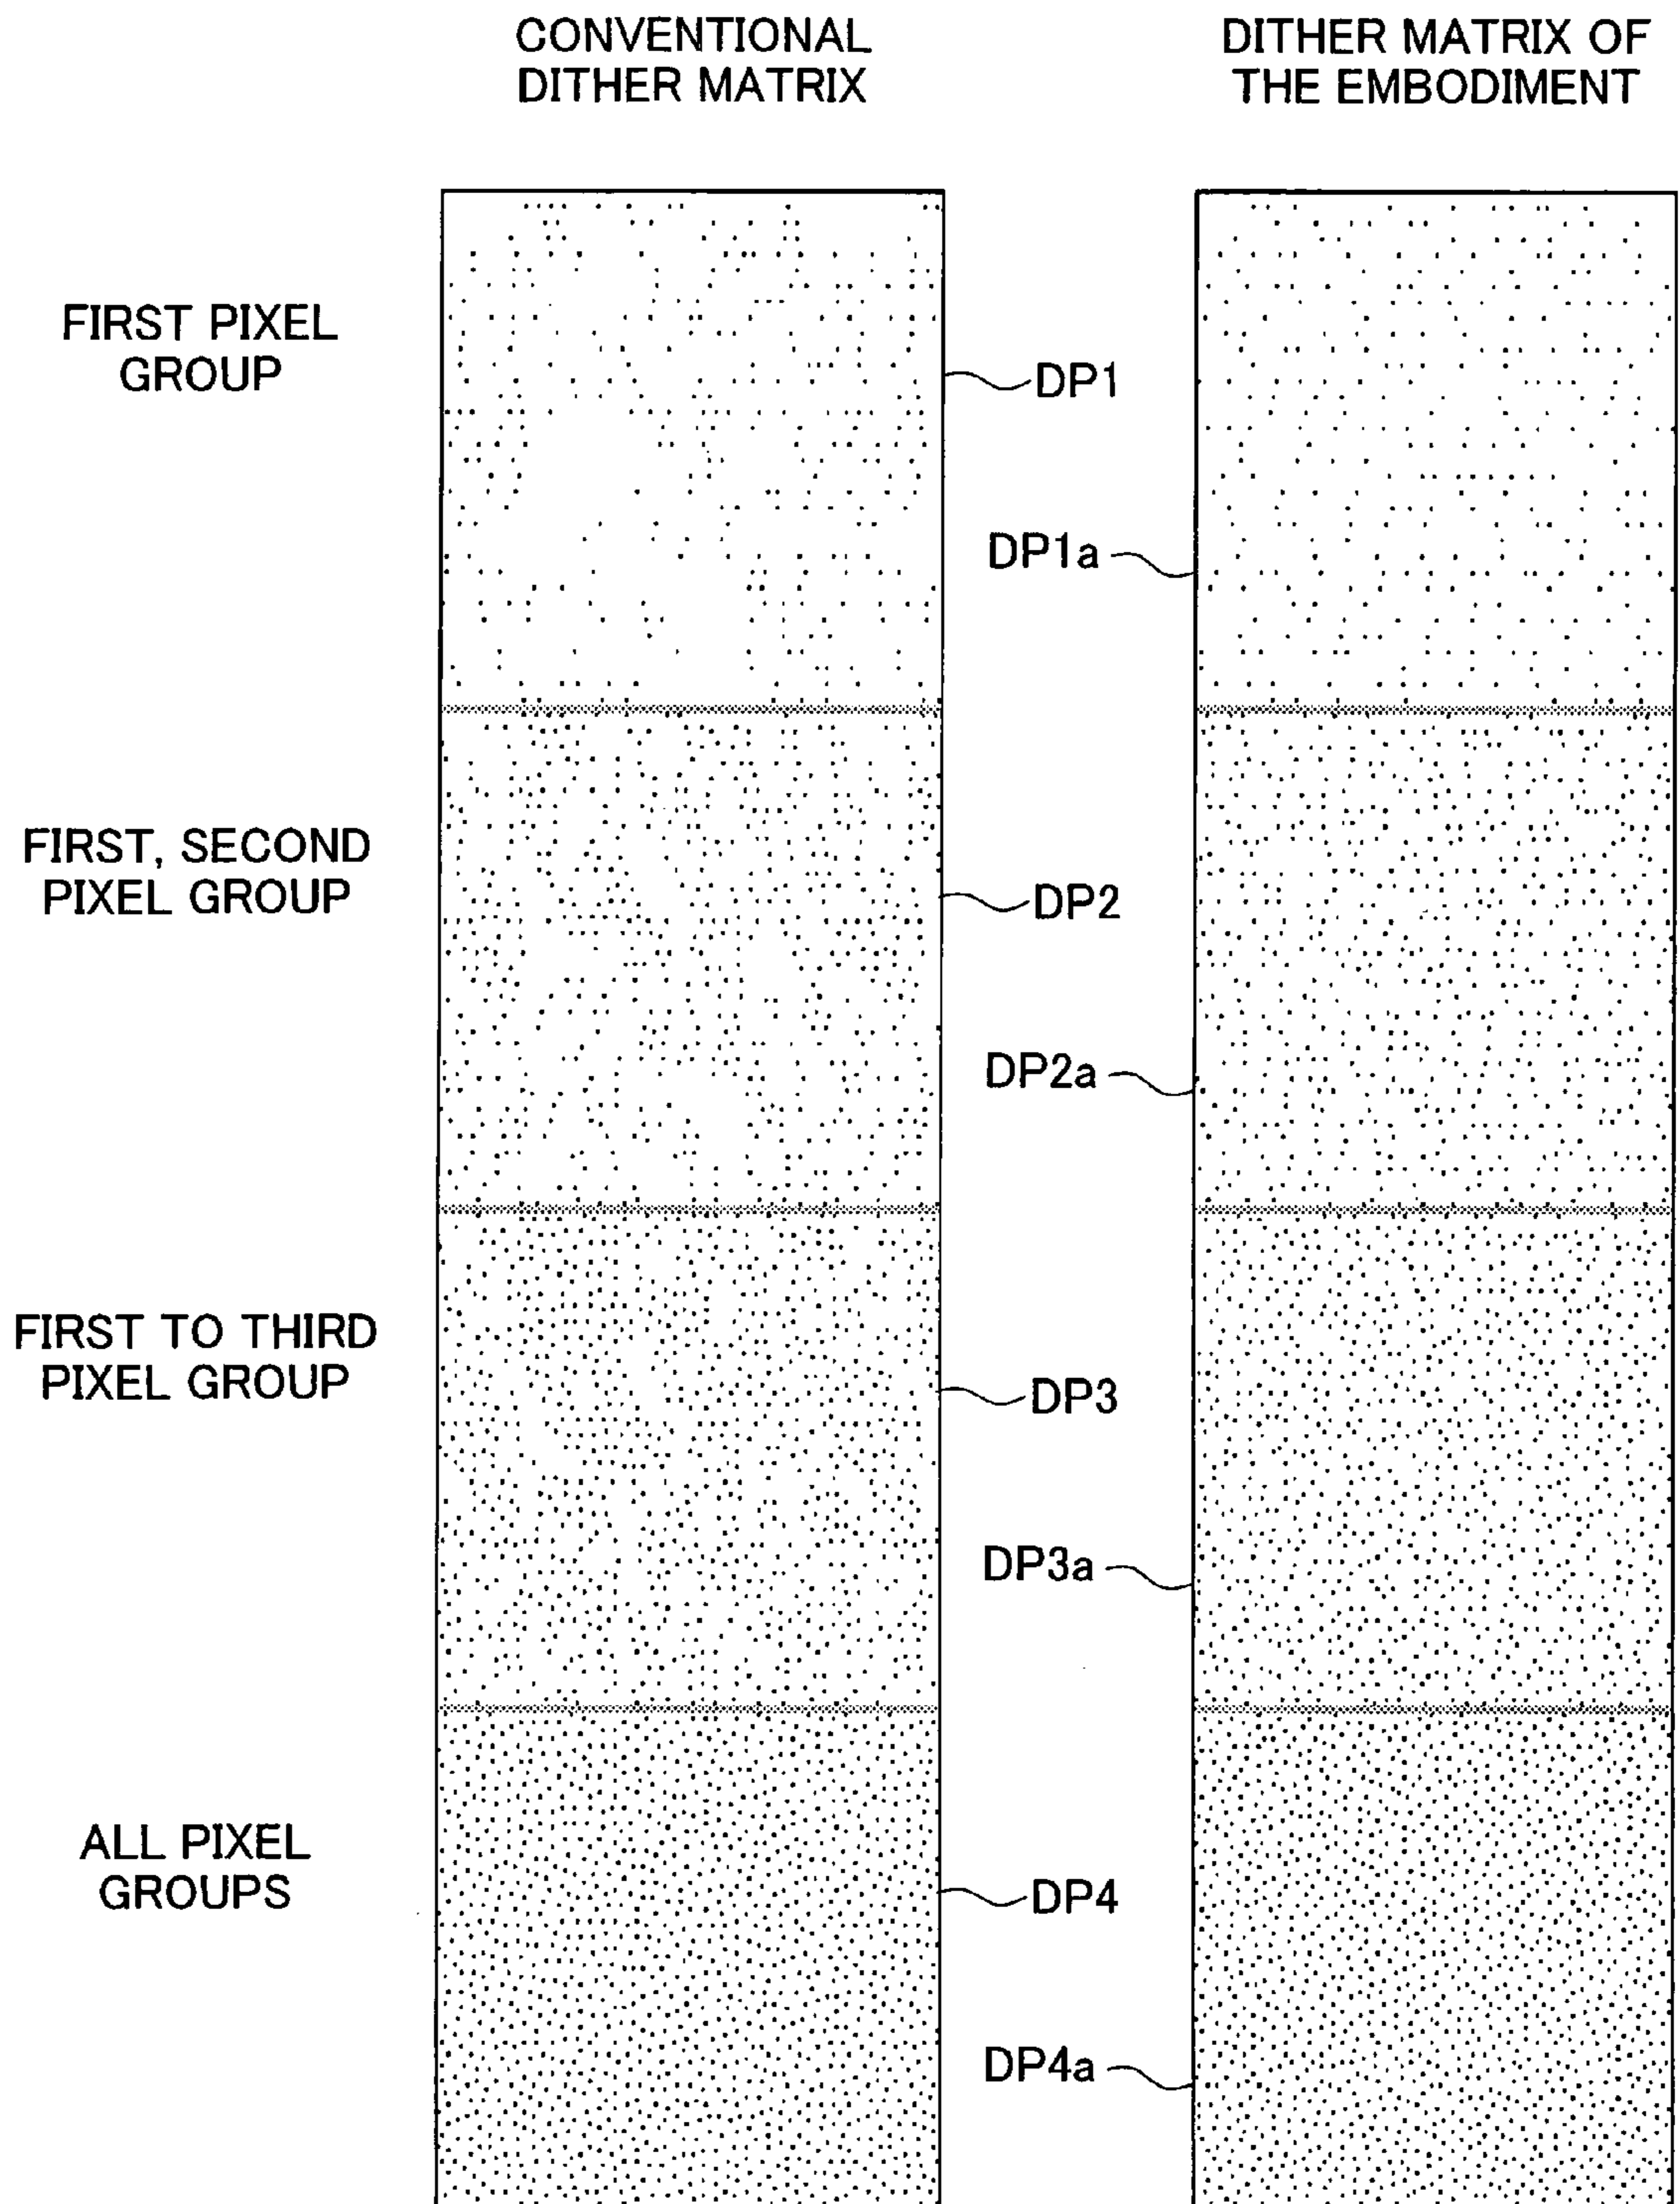 CONVENTIONAL
DITHER MATRIX
DITHER MATRIX OF
THE EMBODIMENT
FIRST PIXEL
GROUP
DP1
DP1a
FIRST, SECOND
PIXEL GROUP
DP2
DP2a
FIRST TO THIRD
PIXEL GROUP
DP3
DP3a
ALL PIXEL
GROUPS
DP4
DP4a